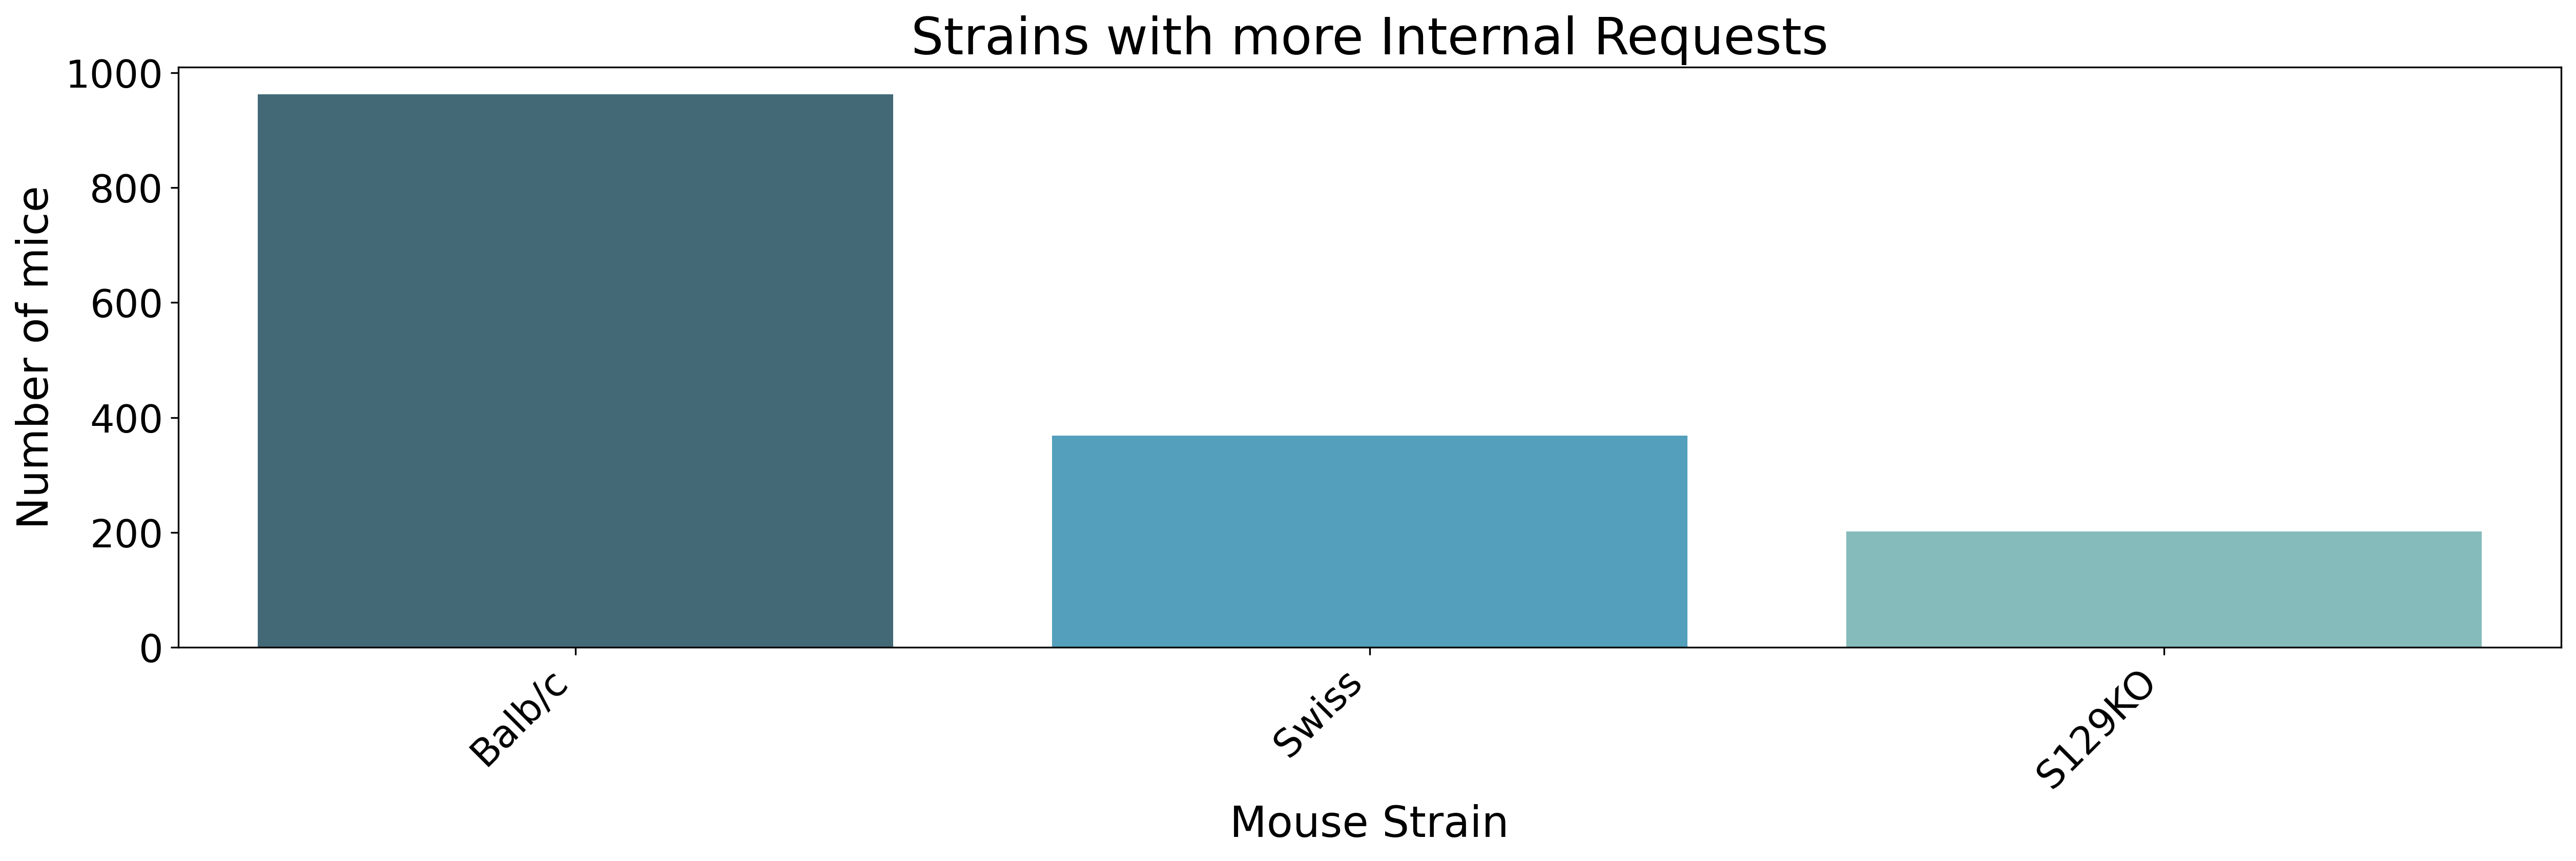 Strains with more Internal Requests
Number of mice
1000
800
600
400
200
0
Balb/c
Swiss
S129KO
Mouse Strain